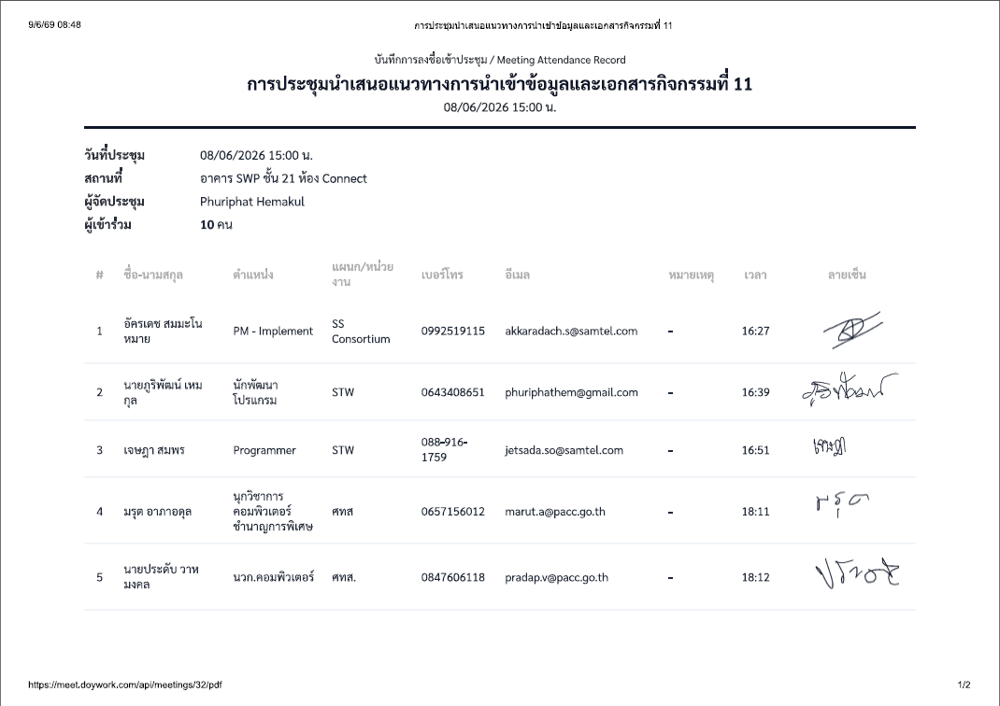 9/6/69 08:48
การประชุมนำเสนอแนวทางการนำเข้าข้อมูลและเอกสารกิจกรรมที่ 11
บันทึกการลงชื่อเข้าประชุม / Meeting Attendance Record
การประชุมนำเสนอแนวทางการนำเข้าข้อมูลและเอกสารกิจกรรมที่ 11
08/06/2026 15:00 น.
วันที่ประชุม 08/06/2026 15:00 น.
สถานที่ อาคาร SWP ชั้น 21 ห้อง Connect
ผู้จัดประชุม Phuriphat Hemakul
ผู้เข้าร่วม 10 คน
# ชื่อ-นามสกุล ตำแหน่ง แผนก/หน่วย
งาน เบอร์โทร อีเมล หมายเหตุ เวลา ลายเซ็น
1 อัครเดช สมมะโน
หมาย PM - Implement SS
Consortium 0992519115 akkaradach.s@samtel.com - 16:27
2 นายภูริพัฒน์ เหม
กุล นักพัฒนา
โปรแกรม STW 0643408651 phuriphathem@gmail.com - 16:39 ภูริพัฒน์
3 เจษฎา สมพร Programmer STW 088-916-
1759 jetsada.so@samtel.com - 16:51 เจษฎา
4 มรุต อาภาอดุล นุกวิชาการ
คอมพิวเตอร์
ชำนาญการพิเศษ ศทส 0657156012 marut.a@pacc.go.th - 18:11 มรุต
5 นายประดับ วาห
มงคล นวก.คอมพิวเตอร์ ศทส. 0847606118 pradap.v@pacc.go.th - 18:12 ประดับ
https://meet.doywork.com/api/meetings/32/pdf
1/2